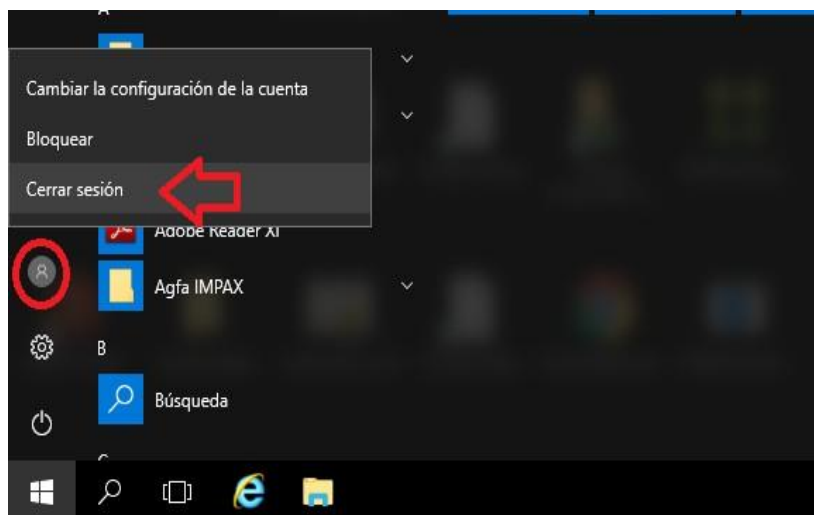 Cambiar la configuración de la cuenta
Bloquear
Cerrar sesión
Adobe Reader XI
Agfa IMPAX
B
Búsqueda